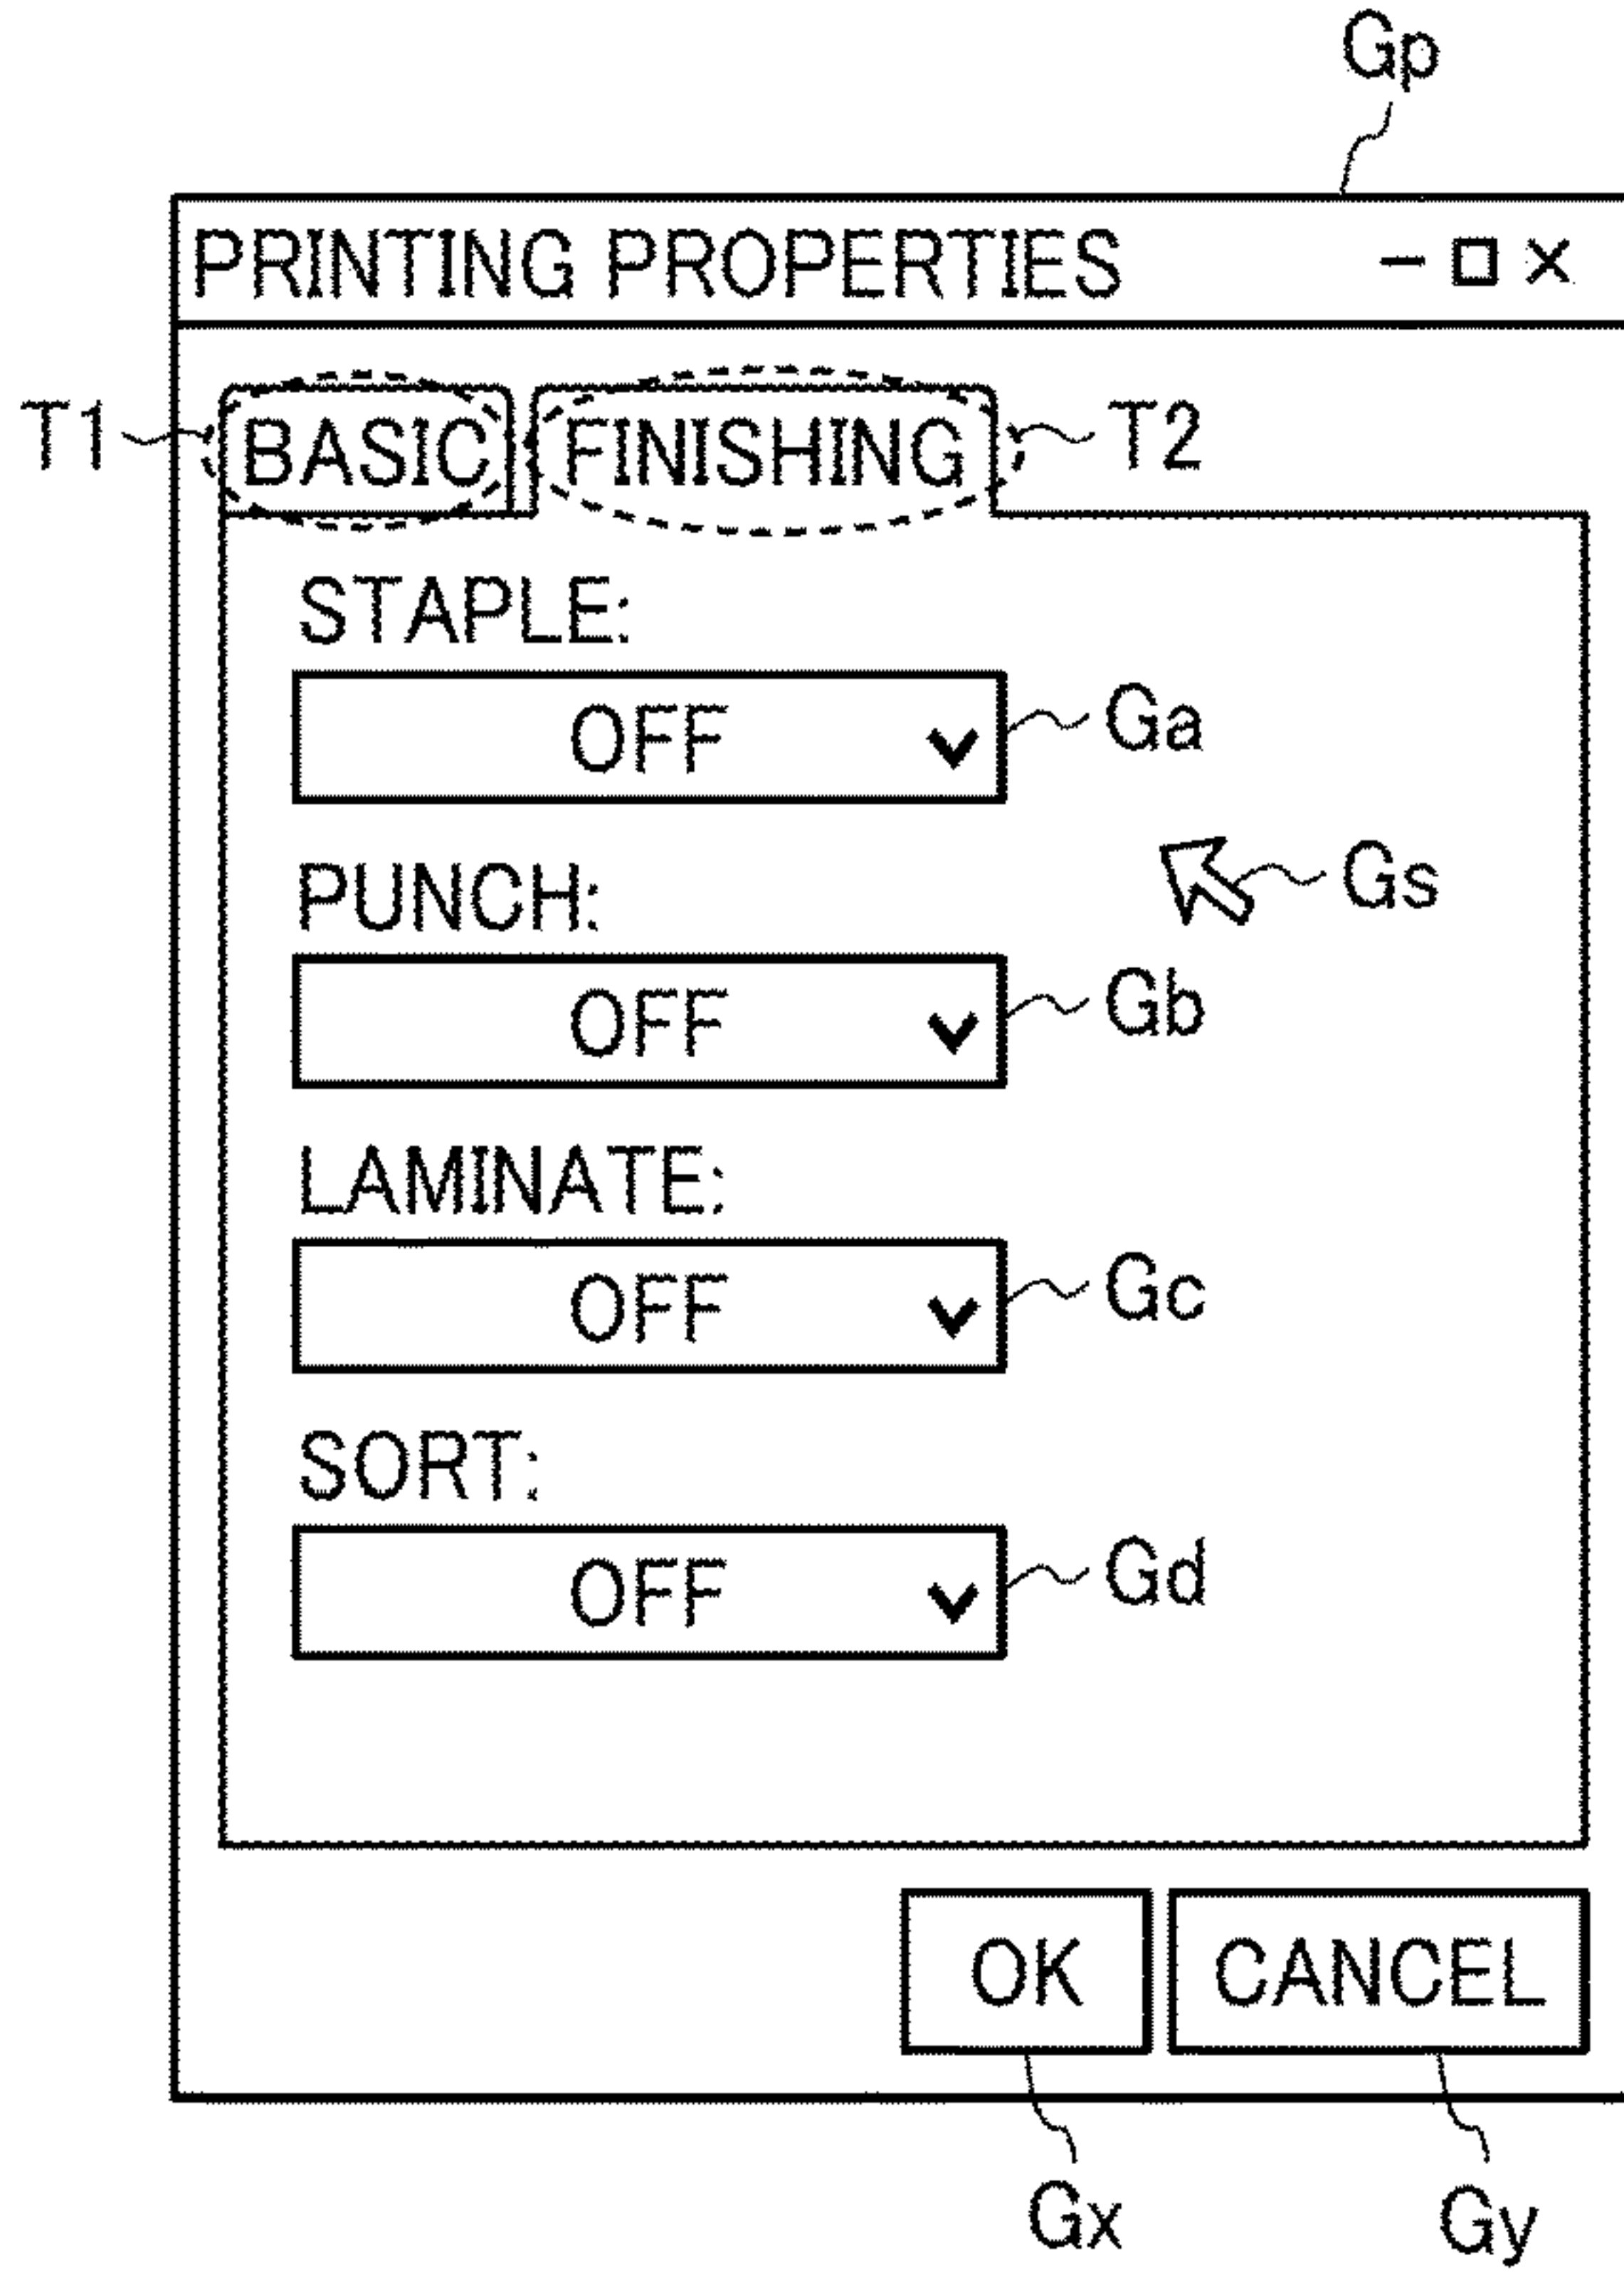 Gp
PRINTING PROPERTIES
T1 BASIC FINISHING T2
STAPLE:
OFF Ga
Gs
PUNCH:
OFF Gb
LAMINATE:
OFF Gc
SORT:
OFF Gd
OK CANCEL
Gx Gy